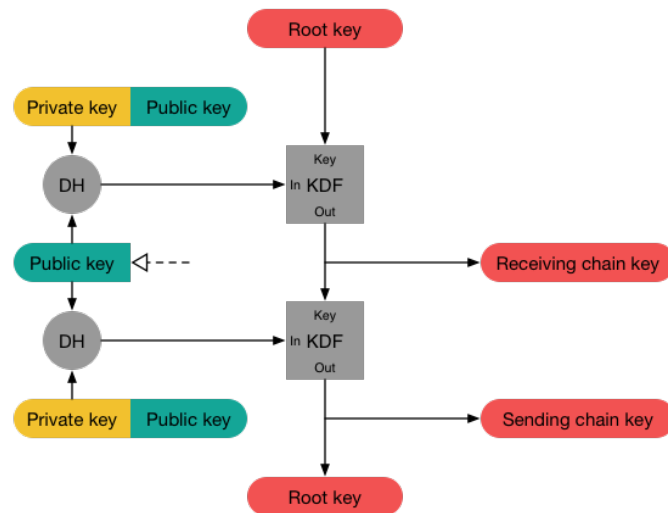 Root key
Private key Public key
Key
In KDF
Out
DH
Public key
Receiving chain key
Key
In KDF
Out
DH
Private key Public key
Sending chain key
Root key